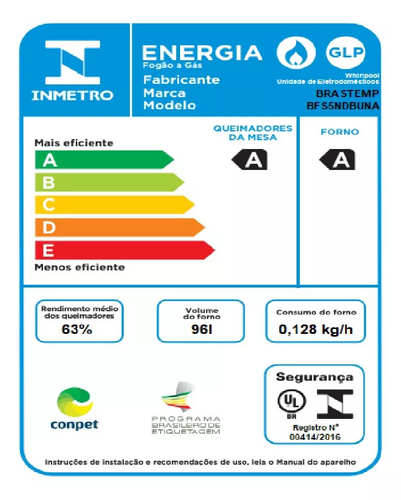 INMETRO
ENERGIA
Fogão a Gás
GLP
Fabricante
Whirlpool
Unidade de Eletrodomésticos
Marca
BRASTEMP
Modelo
BFS5NDBUNA
Mais eficiente
QUEIMADORES
DA MESA
FORNO
A
A
A
B
C
D
E
Menos eficiente
Rendimento médio
dos queimadores
63%
Volume
do forno
96l
Consumo do forno
0,128 kg/h
conpet
PROGRAMA
BRASILEIRO DE
ETIQUETAGEM
Segurança
UL
BR
Registro Nº
00414/2016
Instruções de instalação e recomendações de uso, leia o Manual do aparelho